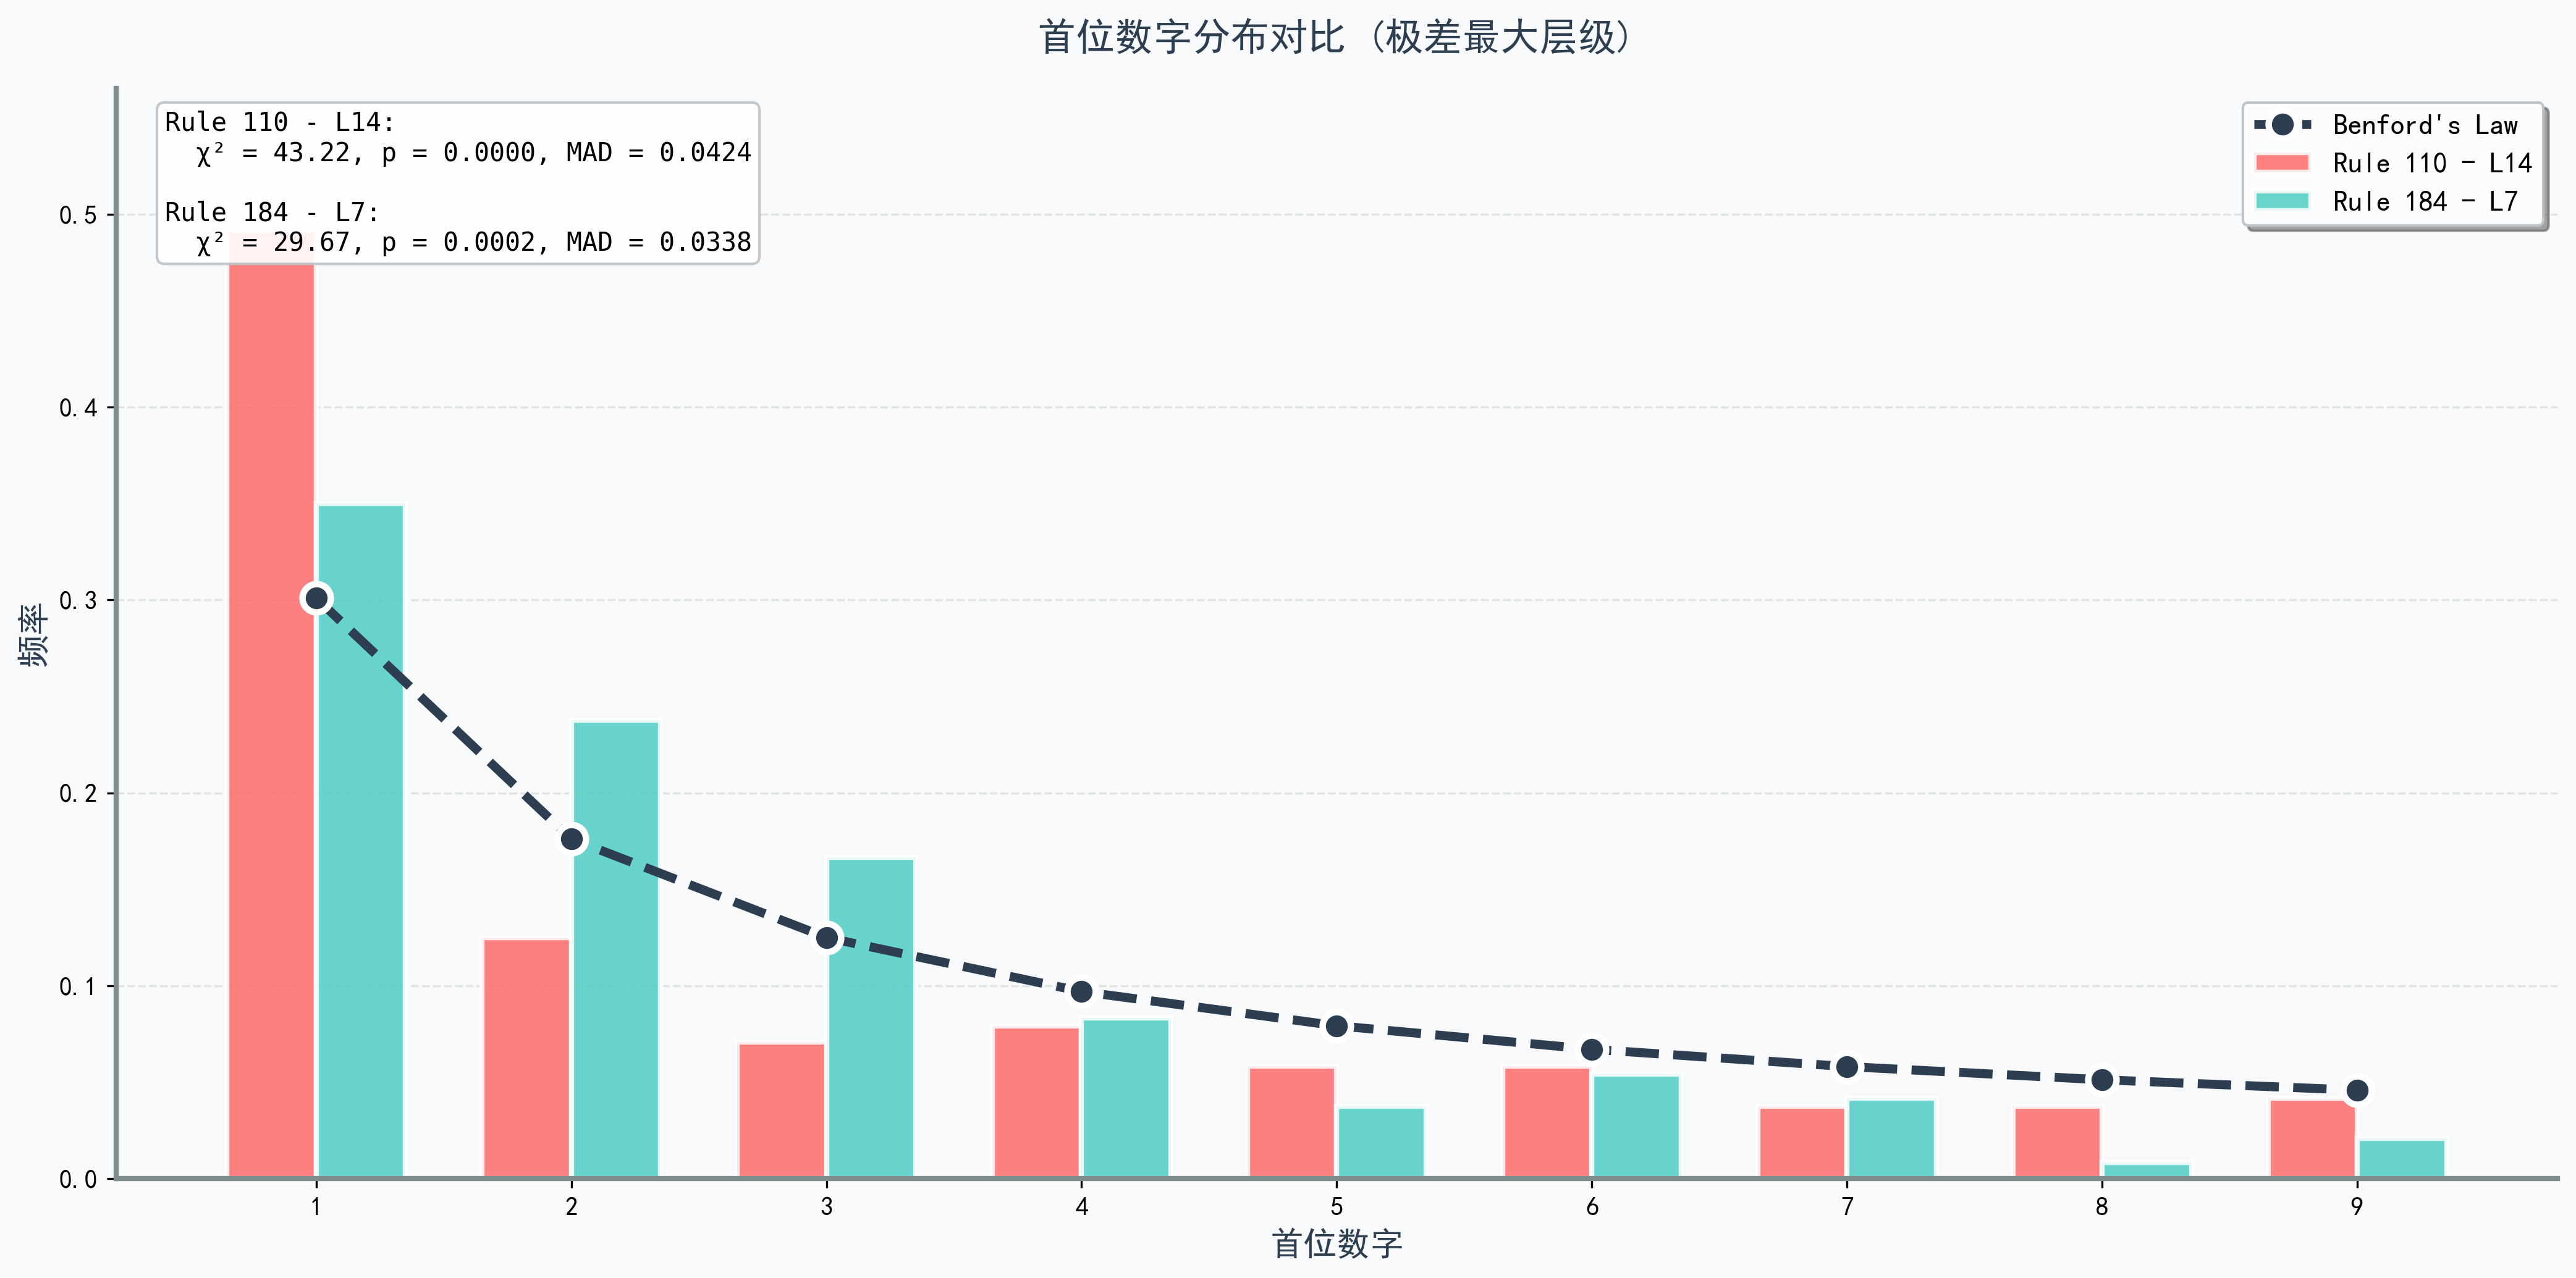 首位数字分布对比 (极差最大层级)
Rule 110 - L14:
χ² = 43.22, p = 0.0000, MAD = 0.0424
Rule 184 - L7:
χ² = 29.67, p = 0.0002, MAD = 0.0338
Benford's Law
Rule 110 - L14
Rule 184 - L7
频率
0.5
0.4
0.3
0.2
0.1
0.0
1 2 3 4 5 6 7 8 9
首位数字